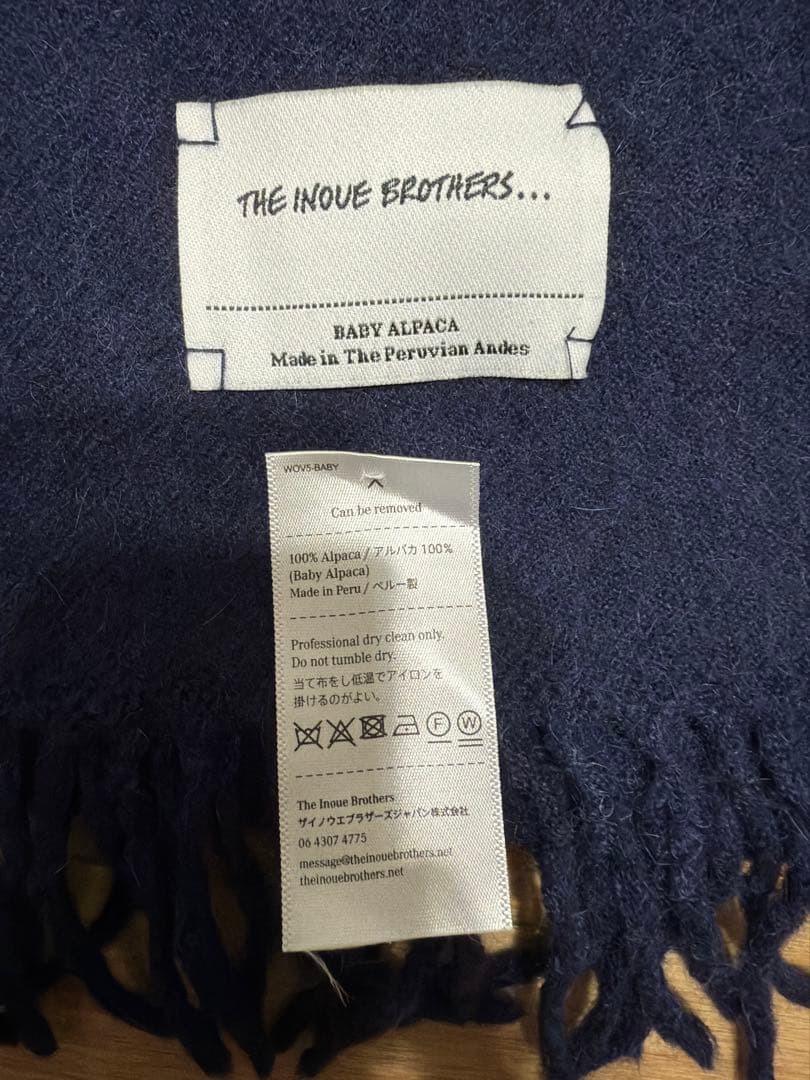 THE INOUE BROTHERS...
BABY ALPACA
Made in The Peruvian Andes
WOV5-BABY
Can be removed
100% Alpaca / アルパカ 100%
(Baby Alpaca)
Made in Peru / ペルー製
Professional dry clean only.
Do not tumble dry.
当て布をし低温でアイロンを
掛けるのがよい。
F W
The Inoue Brothers
ザイノウエブラザーズジャパン株式会社
06 4307 4775
message@theinouebrothers.net
theinouebrothers.net